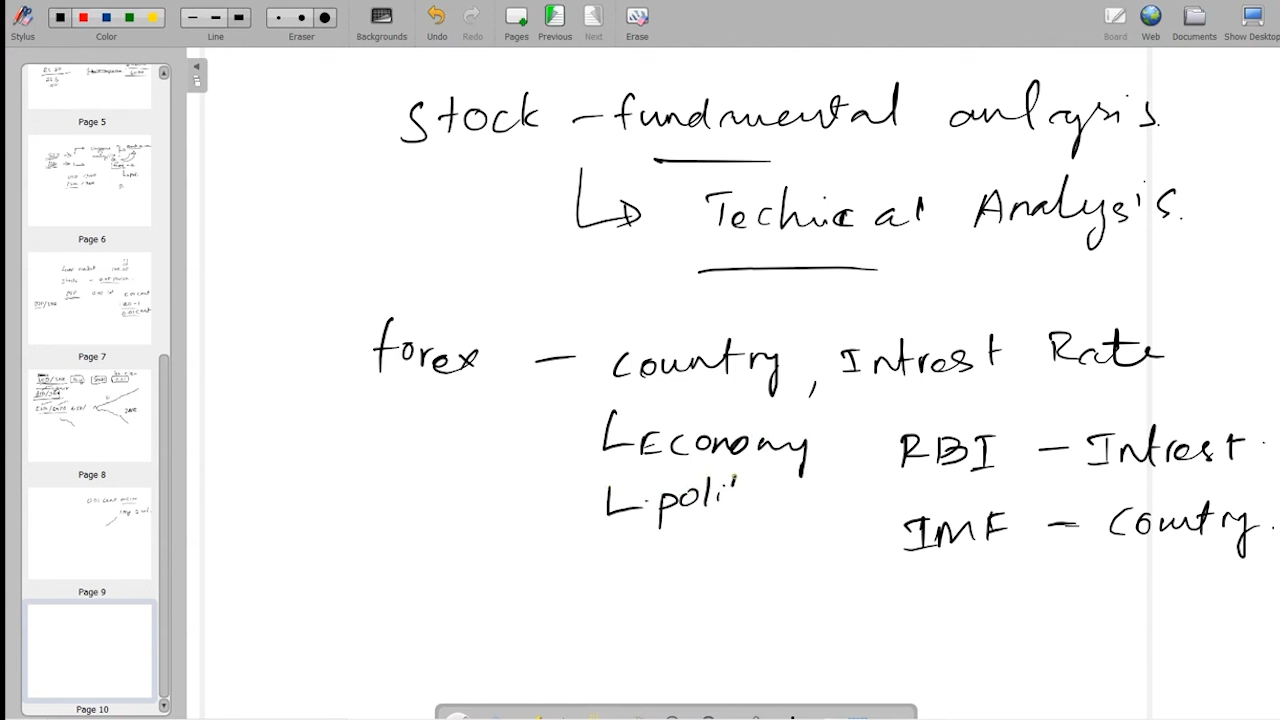 Stylus Color Line Eraser Backgrounds Undo Redo Pages Previous Next Erase Board Web Documents Show Desktop
Page 5
Page 6
Page 7
Page 8
Page 9
Page 10
Stock - fundmental anlysis.
Techical Analysis.
forex - country, Intrest Rate
Economy RBI - Intrest.
poli IMF - Country.